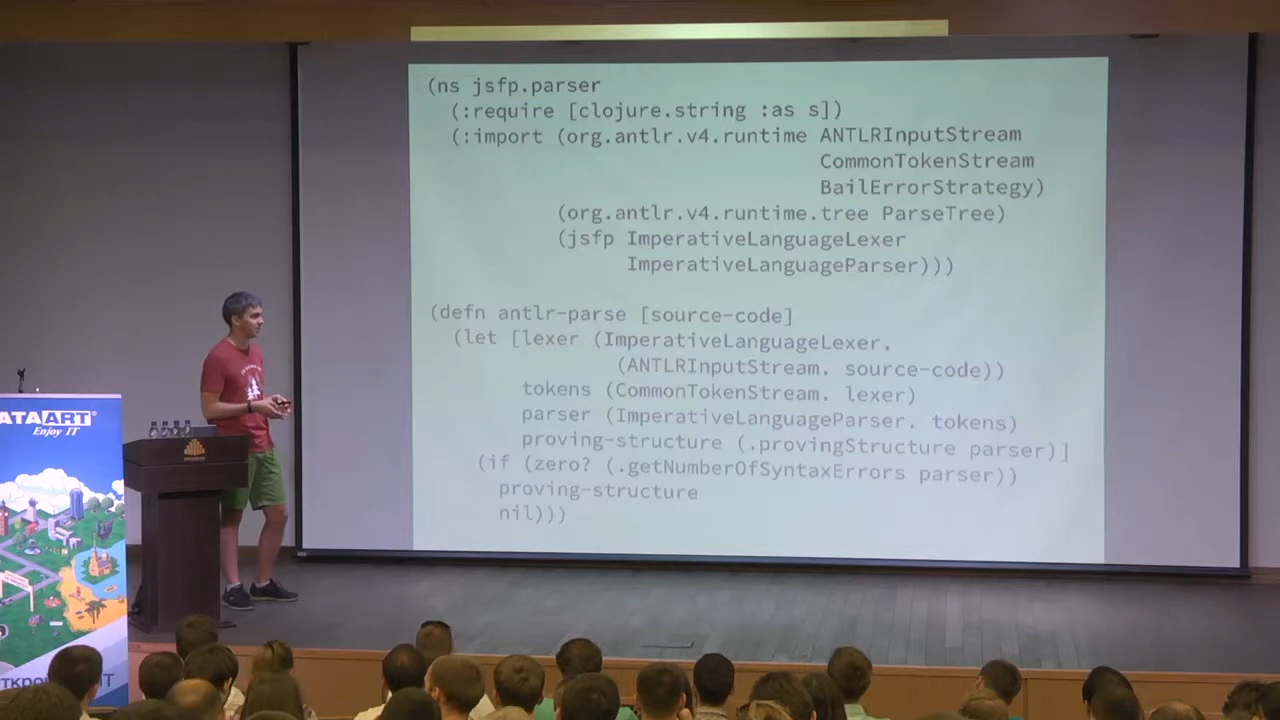 (ns jsfp.parser
(:require [clojure.string :as s])
(:import (org.antlr.v4.runtime ANTLRInputStream
CommonTokenStream
BailErrorStrategy)
(org.antlr.v4.runtime.tree ParseTree)
(jsfp ImperativeLanguageLexer
ImperativeLanguageParser)))
(defn antlr-parse [source-code]
(let [lexer (ImperativeLanguageLexer.
(ANTLRInputStream. source-code))
tokens (CommonTokenStream. lexer)
parser (ImperativeLanguageParser. tokens)
proving-structure (.provingStructure parser)]
(if (zero? (.getNumberOfSyntaxErrors parser))
proving-structure
nil)))
ATAART®
Enjoy IT